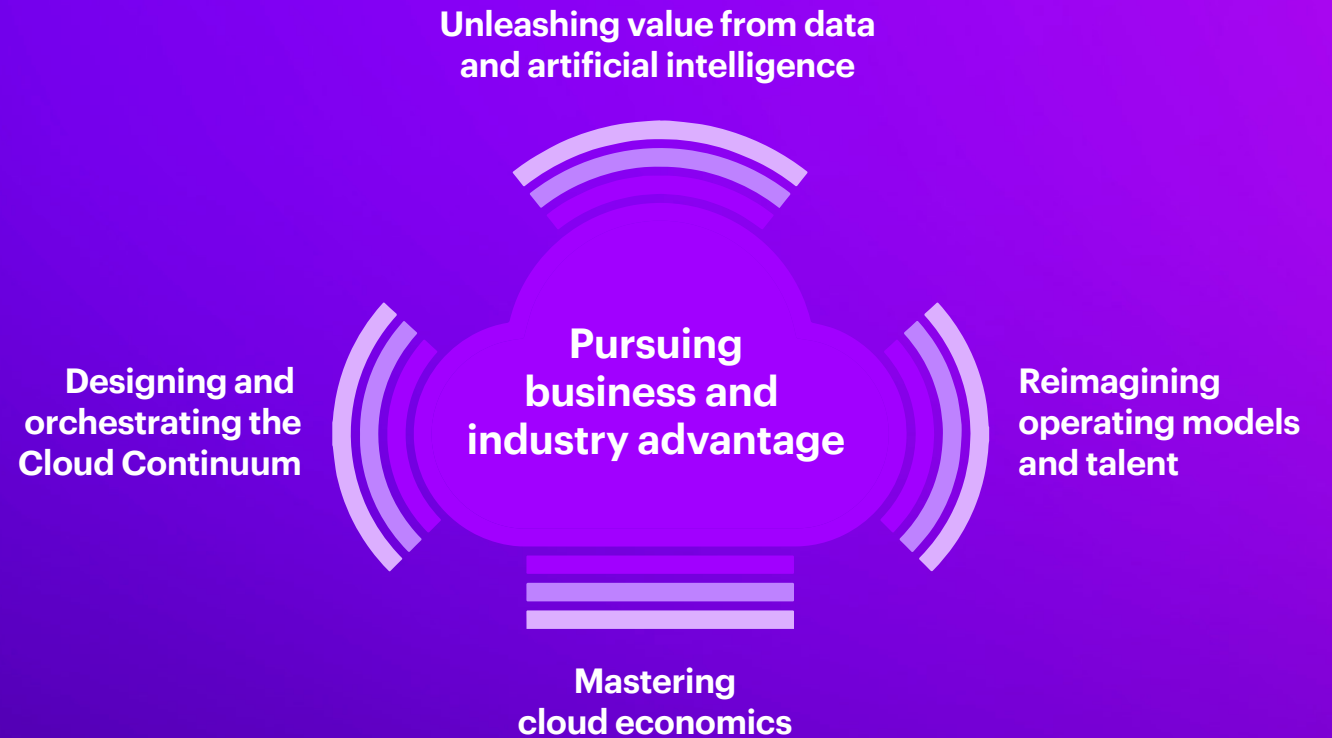 Unleashing value from data
and artificial intelligence
Designing and
orchestrating the
Cloud Continuum
Pursuing
business and
industry advantage
Reimagining
operating models
and talent
Mastering
cloud economics